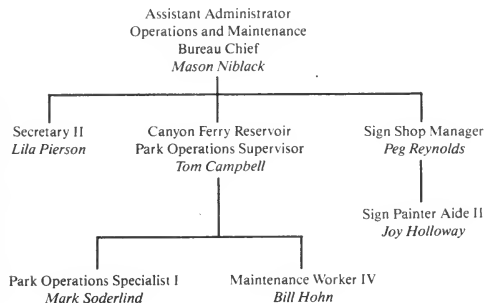 Assistant Administrator
Operations and Maintenance
Bureau Chief
Mason Niblack
Secretary II
Lila Pierson
Canyon Ferry Reservoir
Park Operations Supervisor
Tom Campbell
Sign Shop Manager
Peg Reynolds
Sign Painter Aide II
Joy Holloway
Park Operations Specialist I
Mark Soderlind
Maintenance Worker IV
Bill Hohn